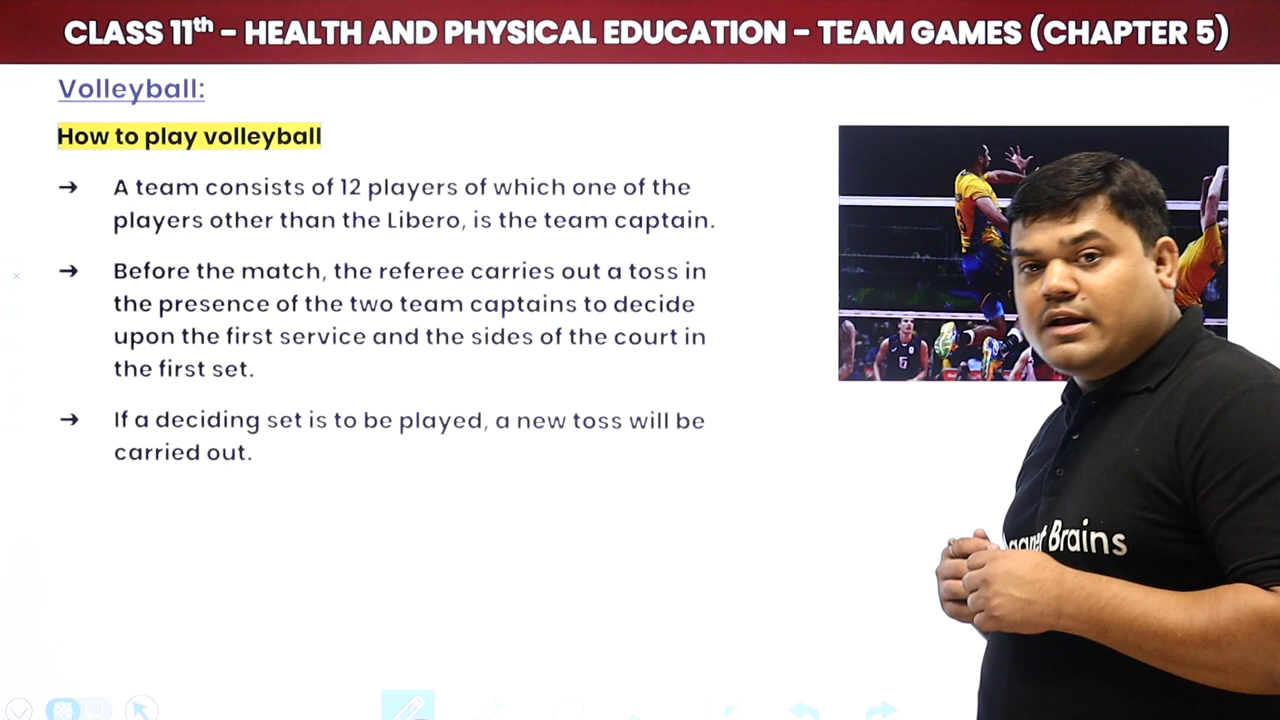 CLASS 11th – HEALTH AND PHYSICAL EDUCATION – TEAM GAMES (CHAPTER 5)
Volleyball:
How to play volleyball
→ A team consists of 12 players of which one of the
players other than the Libero, is the team captain.
→ Before the match, the referee carries out a toss in
the presence of the two team captains to decide
upon the first service and the sides of the court in
the first set.
→ If a deciding set is to be played, a new toss will be
carried out.
Brains